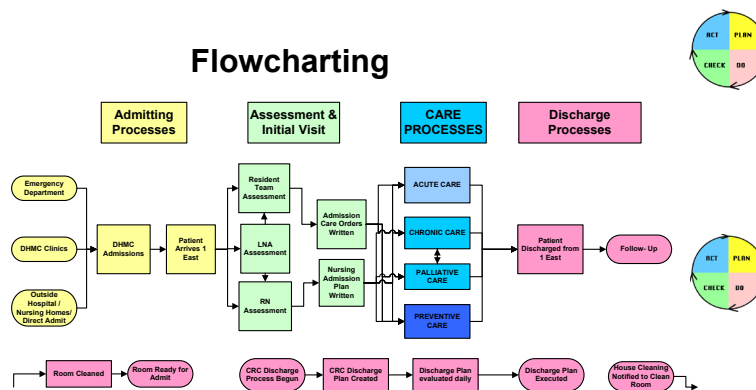 Flowcharting
ACT PLAN
CHECK DO
Admitting
Processes
Assessment &
Initial Visit
CARE
PROCESSES
Discharge
Processes
Emergency
Department
DHMC Clinics
Outside
Hospital /
Nursing Homes/
Direct Admit
DHMC
Admissions
Patient
Arrives 1
East
Resident
Team
Assessment
LNA
Assessment
RN
Assessment
Admission
Care Orders
Written
Nursing
Admission
Plan
Written
ACUTE CARE
CHRONIC CARE
PALLIATIVE
CARE
PREVENTIVE
CARE
Patient
Discharged from
1 East
Follow- Up
ACT PLAN
CHECK DO
Room Cleaned
Room Ready for
Admit
CRC Discharge
Process Begun
CRC Discharge
Plan Created
Discharge Plan
evaluated daily
Discharge Plan
Executed
House Cleaning
Notified to Clean
Room